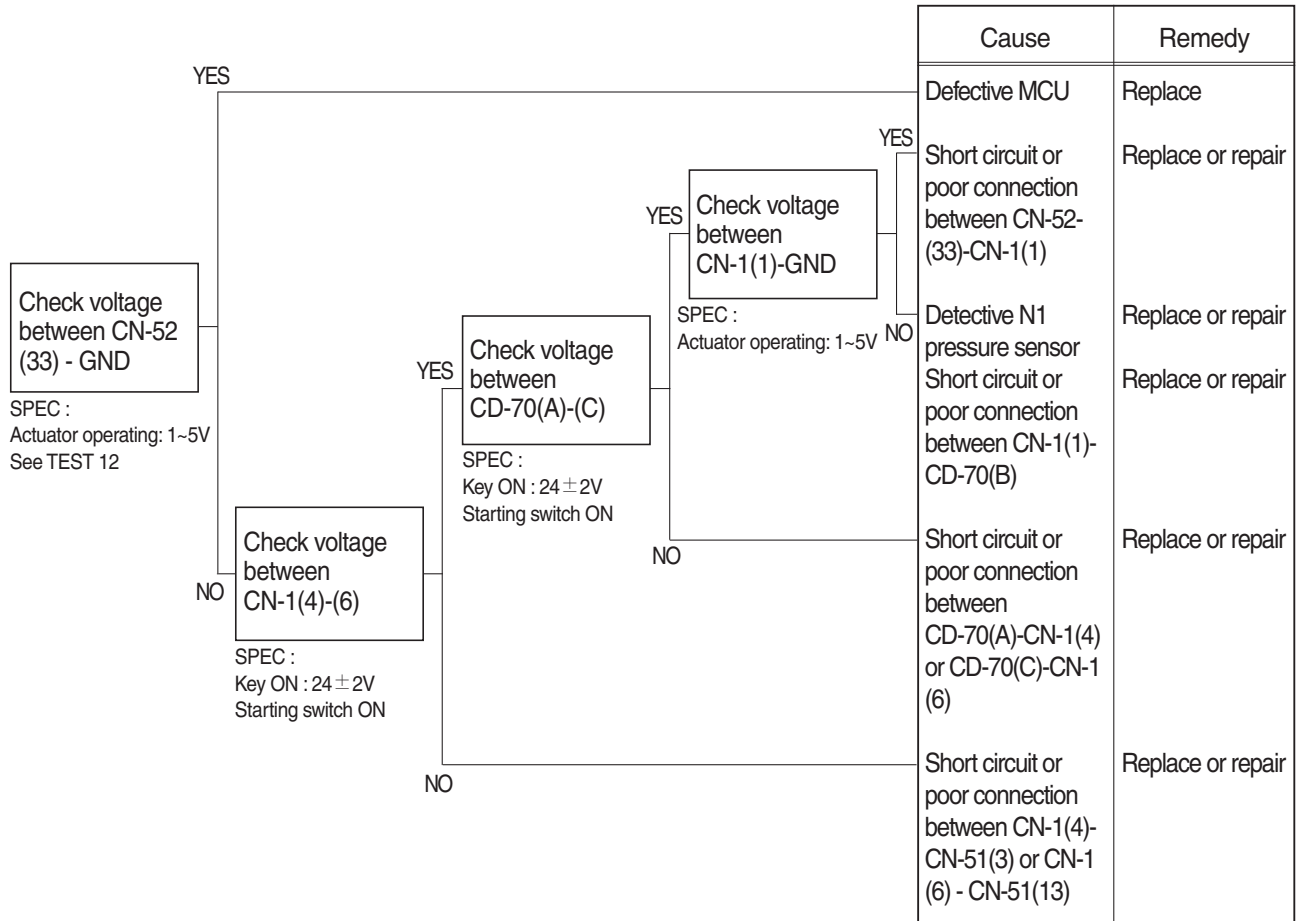 Cause
Remedy
YES
Defective MCU
Replace
YES
Short circuit or
poor connection
between CN-52-
(33)-CN-1(1)
Replace or repair
YES
Check voltage
between
CN-1(1)-GND
SPEC :
Actuator operating: 1~5V
NO
Detective N1
pressure sensor
Replace or repair
Short circuit or
poor connection
between CN-1(1)-
CD-70(B)
Replace or repair
Check voltage
between CN-52
(33) - GND
SPEC :
Actuator operating: 1~5V
See TEST 12
YES
Check voltage
between
CD-70(A)-(C)
SPEC :
Key ON : 24±2V
Starting switch ON
NO
Short circuit or
poor connection
between
CD-70(A)-CN-1(4)
or CD-70(C)-CN-1
(6)
Replace or repair
NO
Check voltage
between
CN-1(4)-(6)
SPEC :
Key ON : 24±2V
Starting switch ON
NO
Short circuit or
poor connection
between CN-1(4)-
CN-51(3) or CN-1
(6) - CN-51(13)
Replace or repair